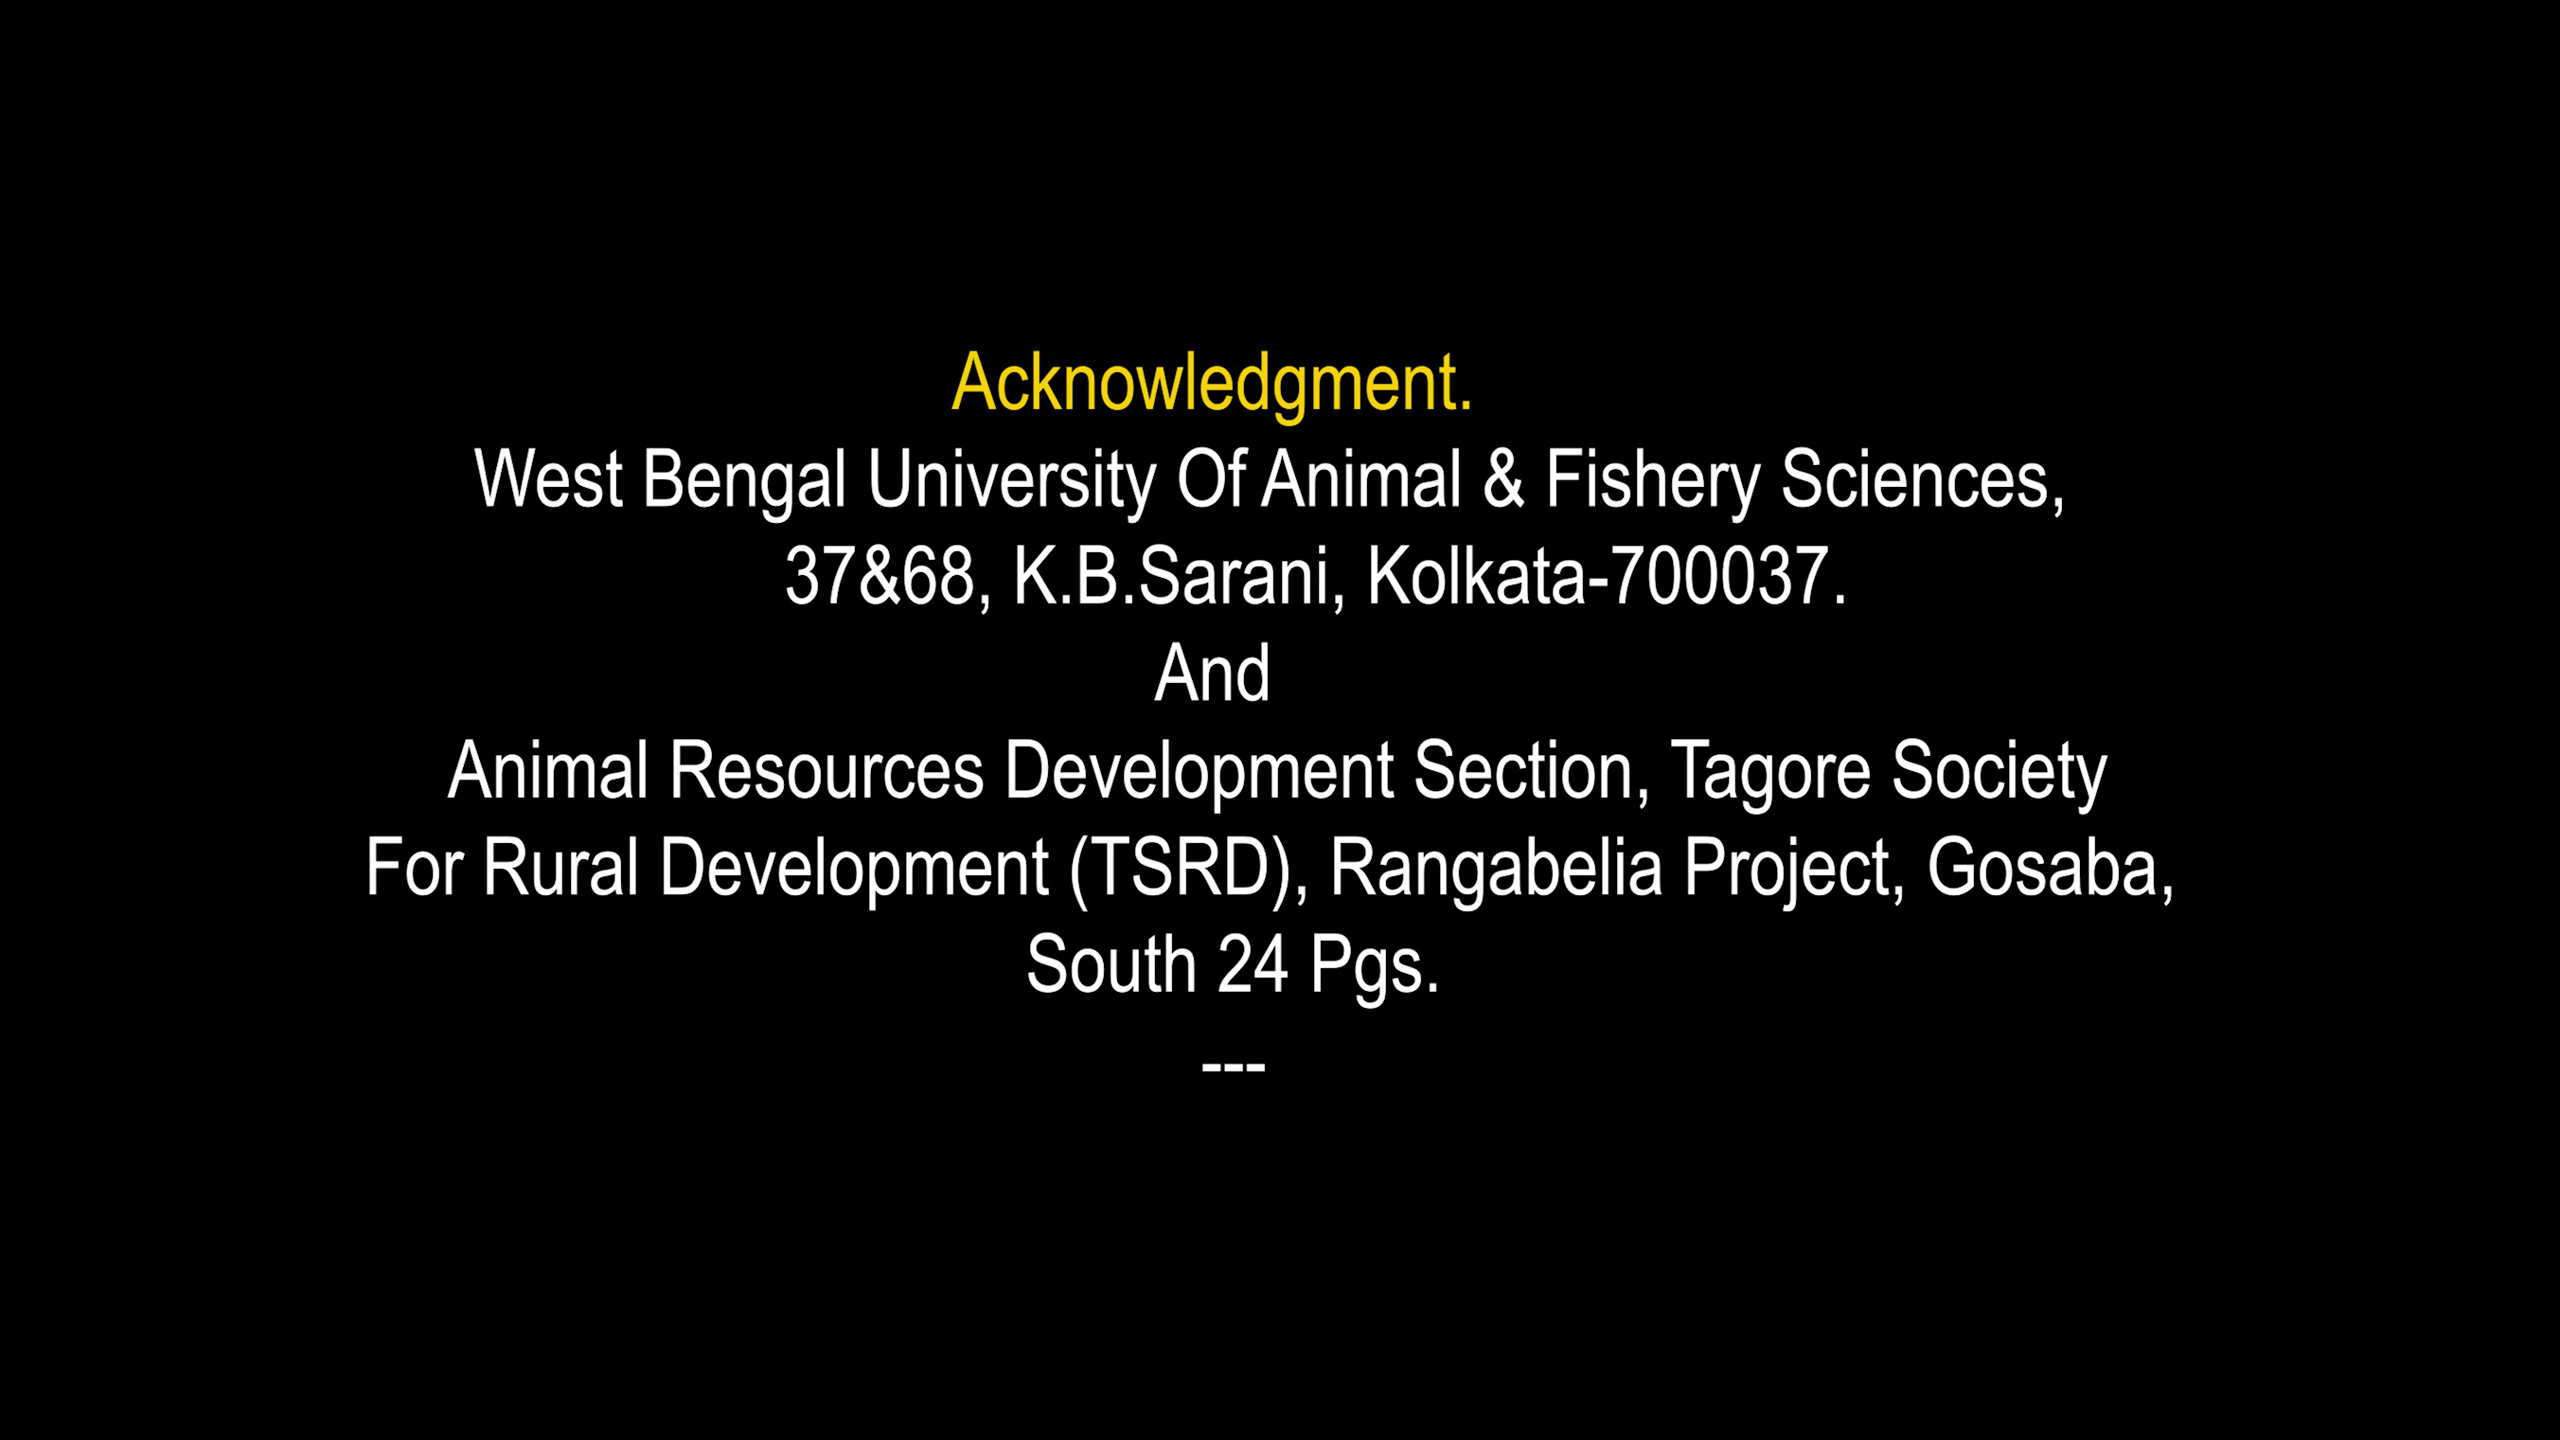 Acknowledgment.
West Bengal University Of Animal & Fishery Sciences,
37&68, K.B.Sarani, Kolkata-700037.
And
Animal Resources Development Section, Tagore Society
For Rural Development (TSRD), Rangabelia Project, Gosaba,
South 24 Pgs.
---